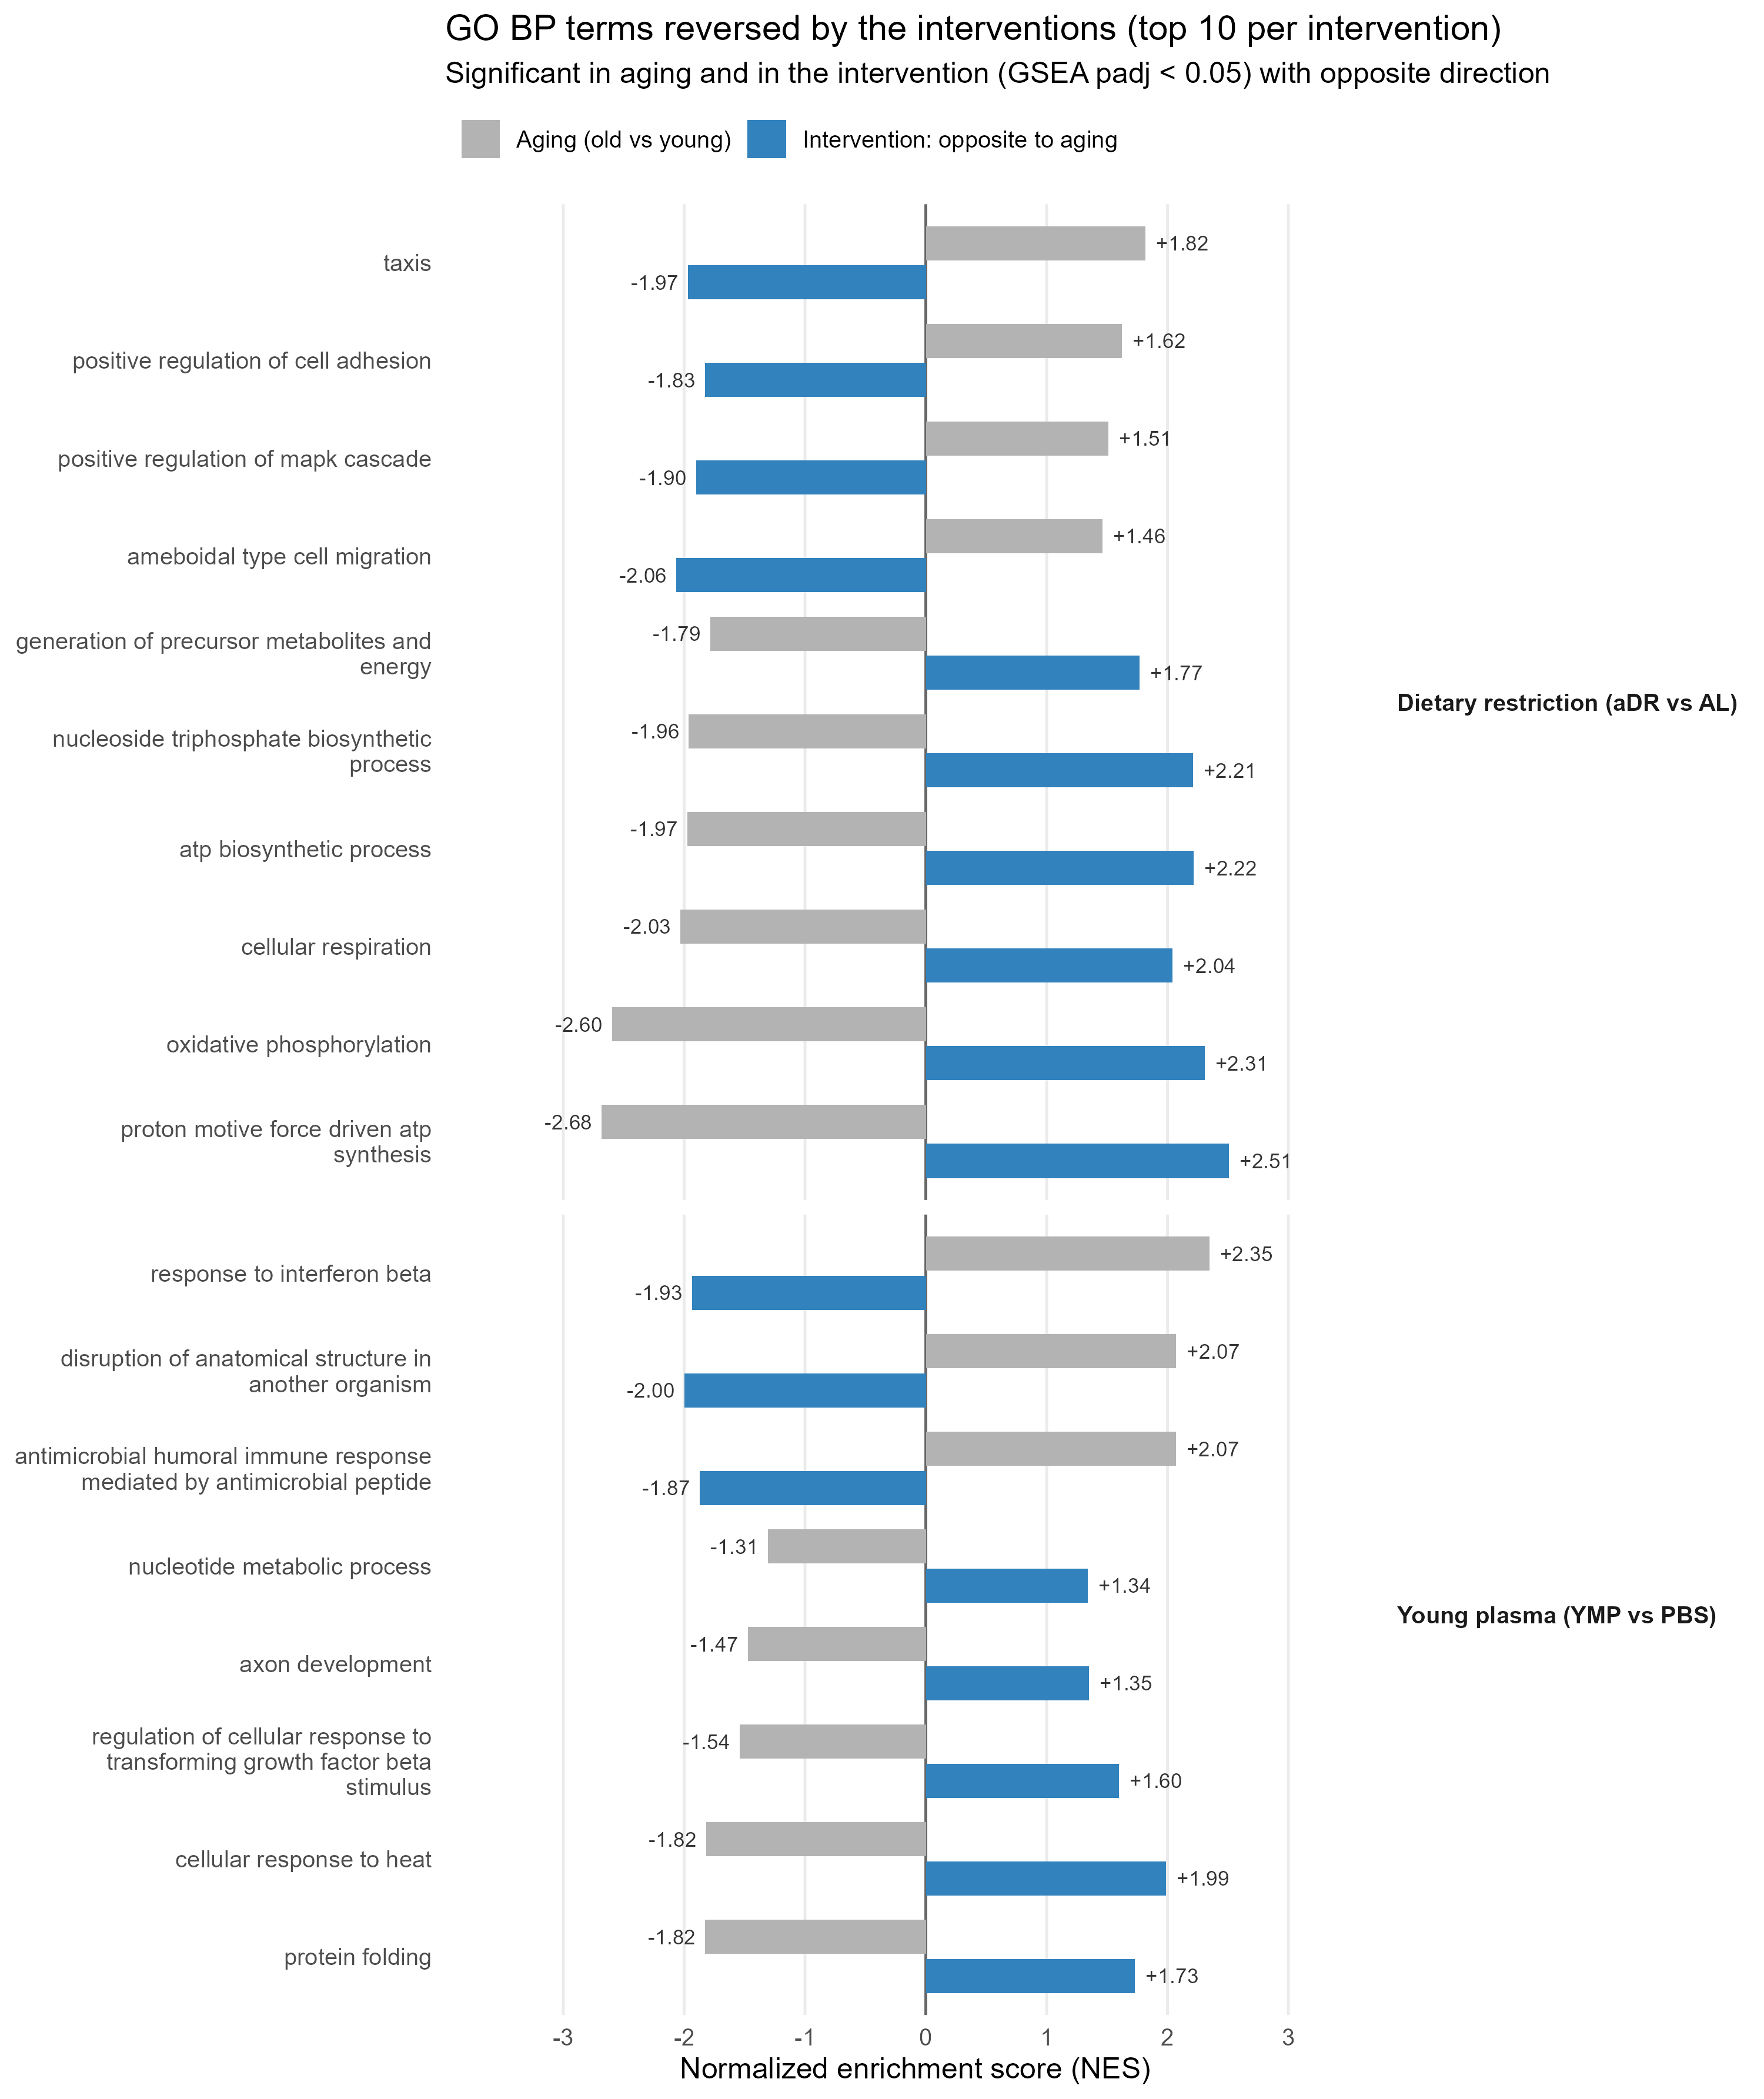 GO BP terms reversed by the interventions (top 10 per intervention)
Significant in aging and in the intervention (GSEA padj < 0.05) with opposite direction
Aging (old vs young)
Intervention: opposite to aging
taxis
+1.82
-1.97
positive regulation of cell adhesion
+1.62
-1.83
positive regulation of mapk cascade
+1.51
-1.90
ameboidal type cell migration
+1.46
-2.06
generation of precursor metabolites and
energy
-1.79
+1.77
nucleoside triphosphate biosynthetic
process
-1.96
+2.21
atp biosynthetic process
-1.97
+2.22
cellular respiration
-2.03
+2.04
oxidative phosphorylation
-2.60
+2.31
proton motive force driven atp
synthesis
-2.68
+2.51
Dietary restriction (aDR vs AL)
response to interferon beta
+2.35
-1.93
disruption of anatomical structure in
another organism
+2.07
-2.00
antimicrobial humoral immune response
mediated by antimicrobial peptide
+2.07
-1.87
nucleotide metabolic process
-1.31
+1.34
axon development
-1.47
+1.35
regulation of cellular response to
transforming growth factor beta
stimulus
-1.54
+1.60
cellular response to heat
-1.82
+1.99
protein folding
-1.82
+1.73
Young plasma (YMP vs PBS)
-3 -2 -1 0 1 2 3
Normalized enrichment score (NES)